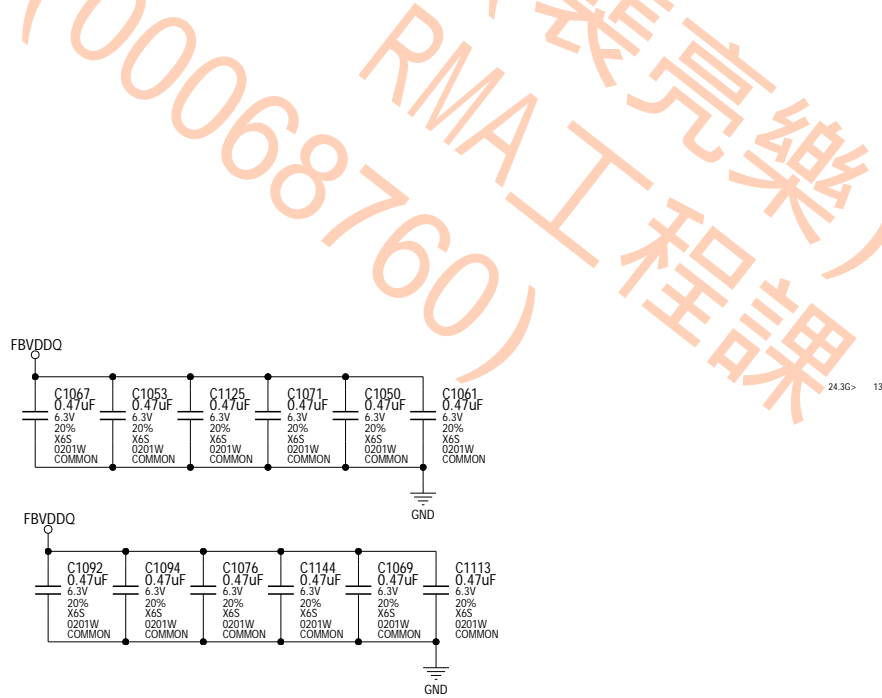 (裴亮樂)
RMA工程課
(00068760)
24.3G> 13
FBVDDQ
C1067
0.47uF
6.3V
20%
X6S
0201W
COMMON
C1053
0.47uF
6.3V
20%
X6S
0201W
COMMON
C1125
0.47uF
6.3V
20%
X6S
0201W
COMMON
C1071
0.47uF
6.3V
20%
X6S
0201W
COMMON
C1050
0.47uF
6.3V
20%
X6S
0201W
COMMON
C1061
0.47uF
6.3V
20%
X6S
0201W
COMMON
GND
FBVDDQ
C1092
0.47uF
6.3V
20%
X6S
0201W
COMMON
C1094
0.47uF
6.3V
20%
X6S
0201W
COMMON
C1076
0.47uF
6.3V
20%
X6S
0201W
COMMON
C1144
0.47uF
6.3V
20%
X6S
0201W
COMMON
C1069
0.47uF
6.3V
20%
X6S
0201W
COMMON
C1113
0.47uF
6.3V
20%
X6S
0201W
COMMON
GND